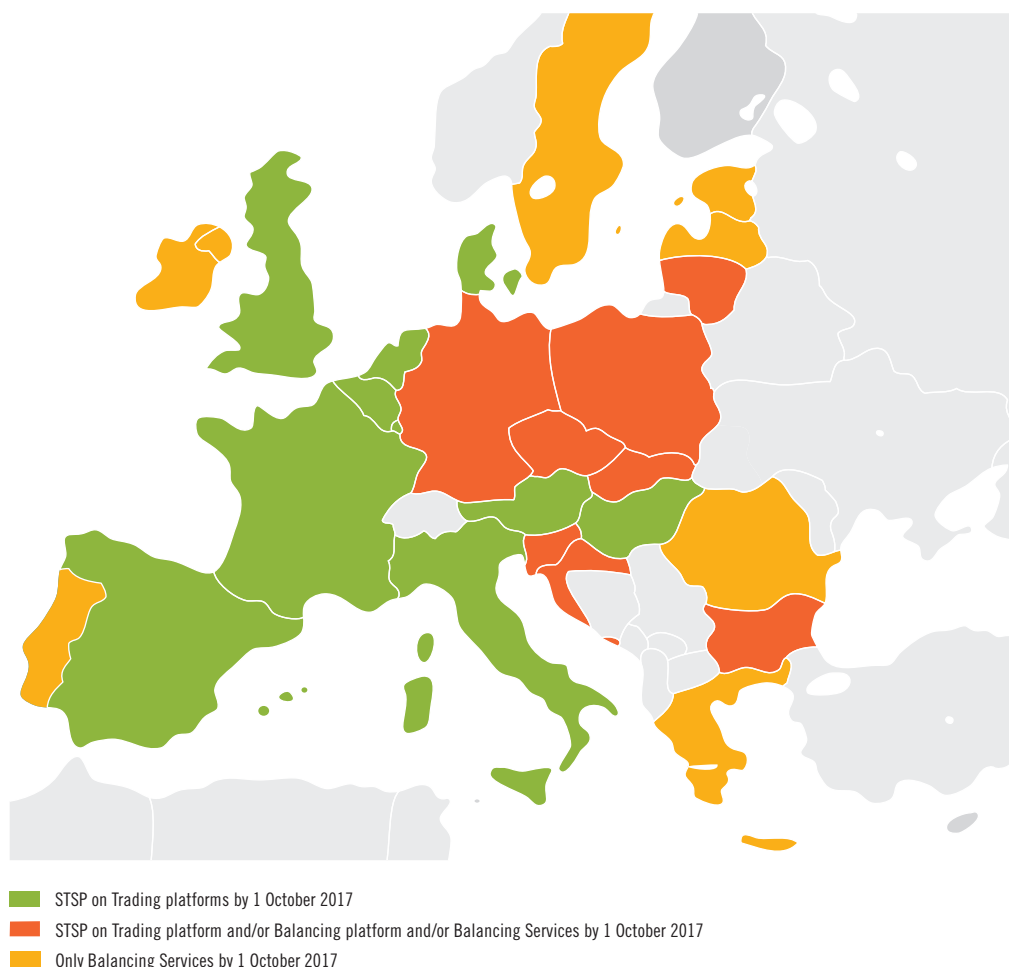 STSP on Trading platforms by 1 October 2017
STSP on Trading platform and/or Balancing platform and/or Balancing Services by 1 October 2017
Only Balancing Services by 1 October 2017